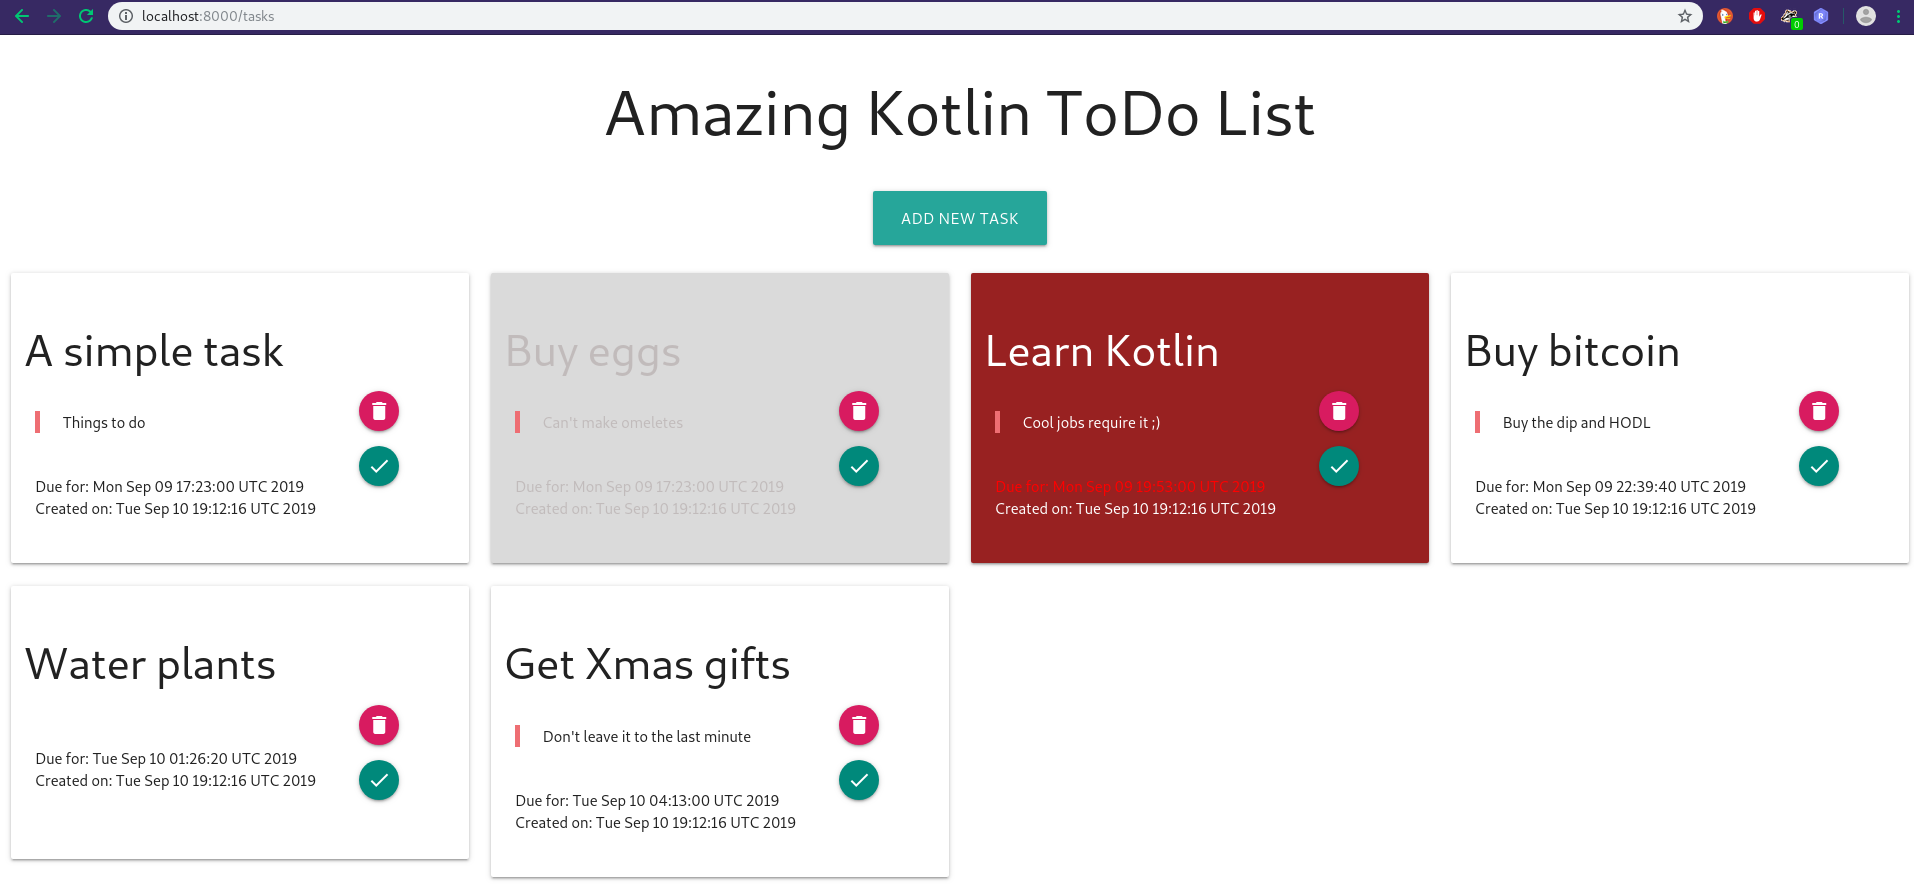 localhost:8000/tasks
0
R
Amazing Kotlin ToDo List
ADD NEW TASK
A simple task
Things to do
Due for: Mon Sep 09 17:23:00 UTC 2019
Created on: Tue Sep 10 19:12:16 UTC 2019
Buy eggs
Can't make omeletes
Due for: Mon Sep 09 17:23:00 UTC 2019
Created on: Tue Sep 10 19:12:16 UTC 2019
Learn Kotlin
Cool jobs require it ;)
Due for: Mon Sep 09 19:53:00 UTC 2019
Created on: Tue Sep 10 19:12:16 UTC 2019
Buy bitcoin
Buy the dip and HODL
Due for: Mon Sep 09 22:39:40 UTC 2019
Created on: Tue Sep 10 19:12:16 UTC 2019
Water plants
Due for: Tue Sep 10 01:26:20 UTC 2019
Created on: Tue Sep 10 19:12:16 UTC 2019
Get Xmas gifts
Don't leave it to the last minute
Due for: Tue Sep 10 04:13:00 UTC 2019
Created on: Tue Sep 10 19:12:16 UTC 2019